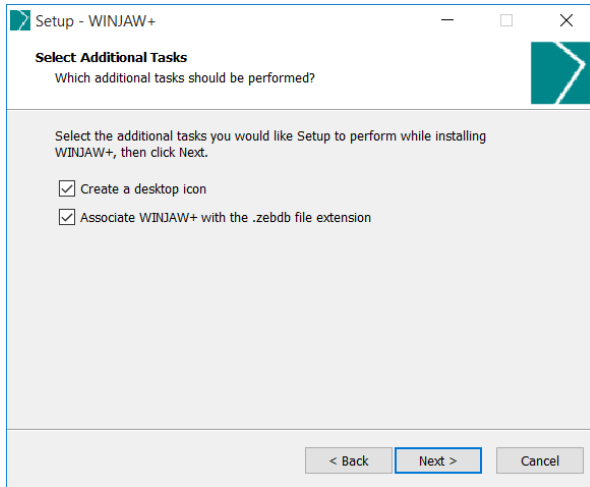 Setup - WINJAW+
Select Additional Tasks
Which additional tasks should be performed?
Select the additional tasks you would like Setup to perform while installing
WINJAW+, then click Next.
Create a desktop icon
Associate WINJAW+ with the .zebdb file extension
< Back Next > Cancel